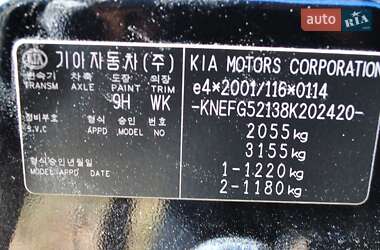 auto RIA
KIA 기아자동차(주)
변속기 차축 도장 외장
TRANSM AXLE PAINT TRIM
9H WK
정비부호 형식 승인 번호
S.V.C APPD MODEL NO
형식승인년월일
MODEL APPD DATE
KIA MOTORS CORPORATION
e4*2001/116*0114
-KNEFG52138K202420-
2055kg
3155kg
1-1220kg
2-1180kg